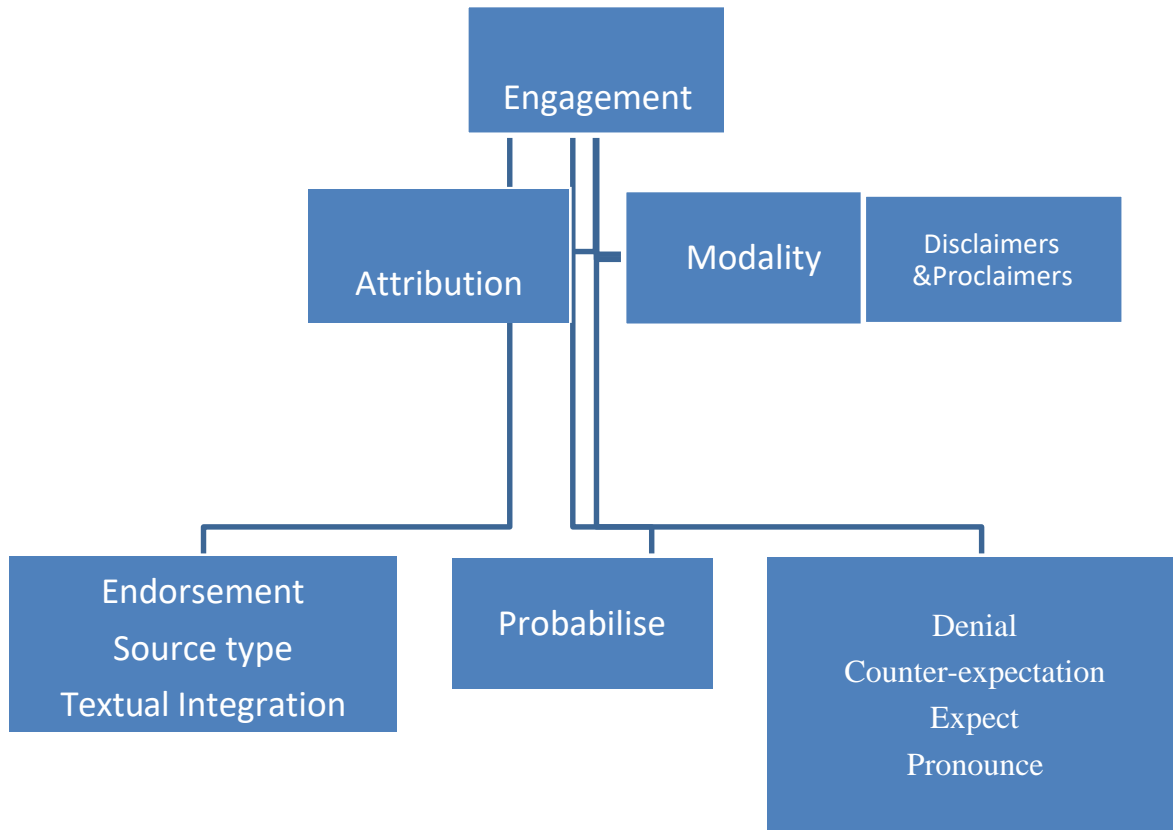 Engagement
Attribution
Modality
Disclaimers
&Proclaimers
Endorsement
Source type
Textual Integration
Probabilise
Denial
Counter-expectation
Expect
Pronounce